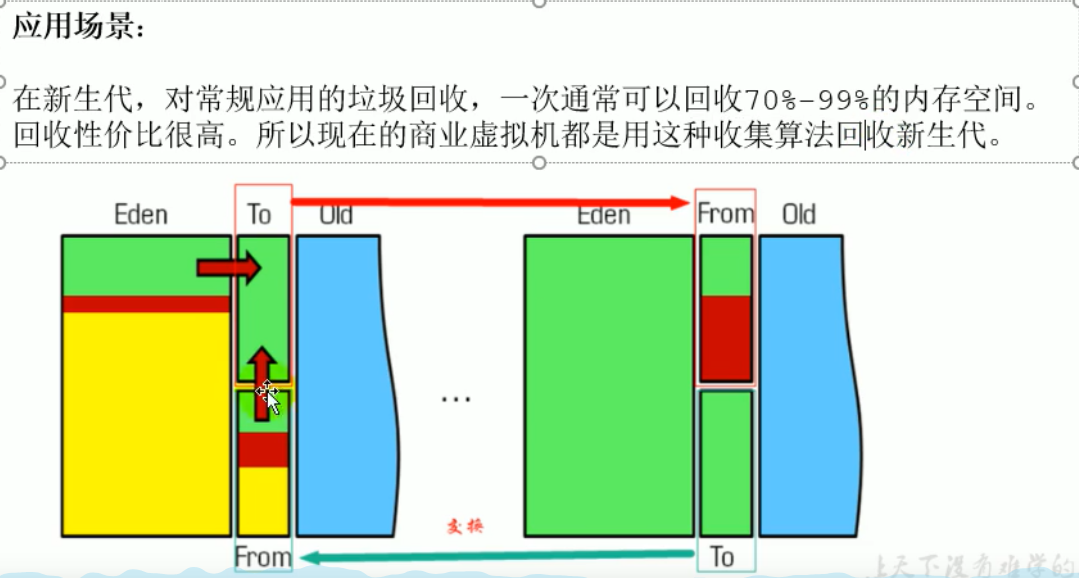 应用场景：
在新生代，对常规应用的垃圾回收，一次通常可以回收70%-99%的内存空间。
回收性价比很高。所以现在的商业虚拟机都是用这种收集算法回收新生代。
Eden To Old Eden From Old
...
交换
From To
上天下没有难学的